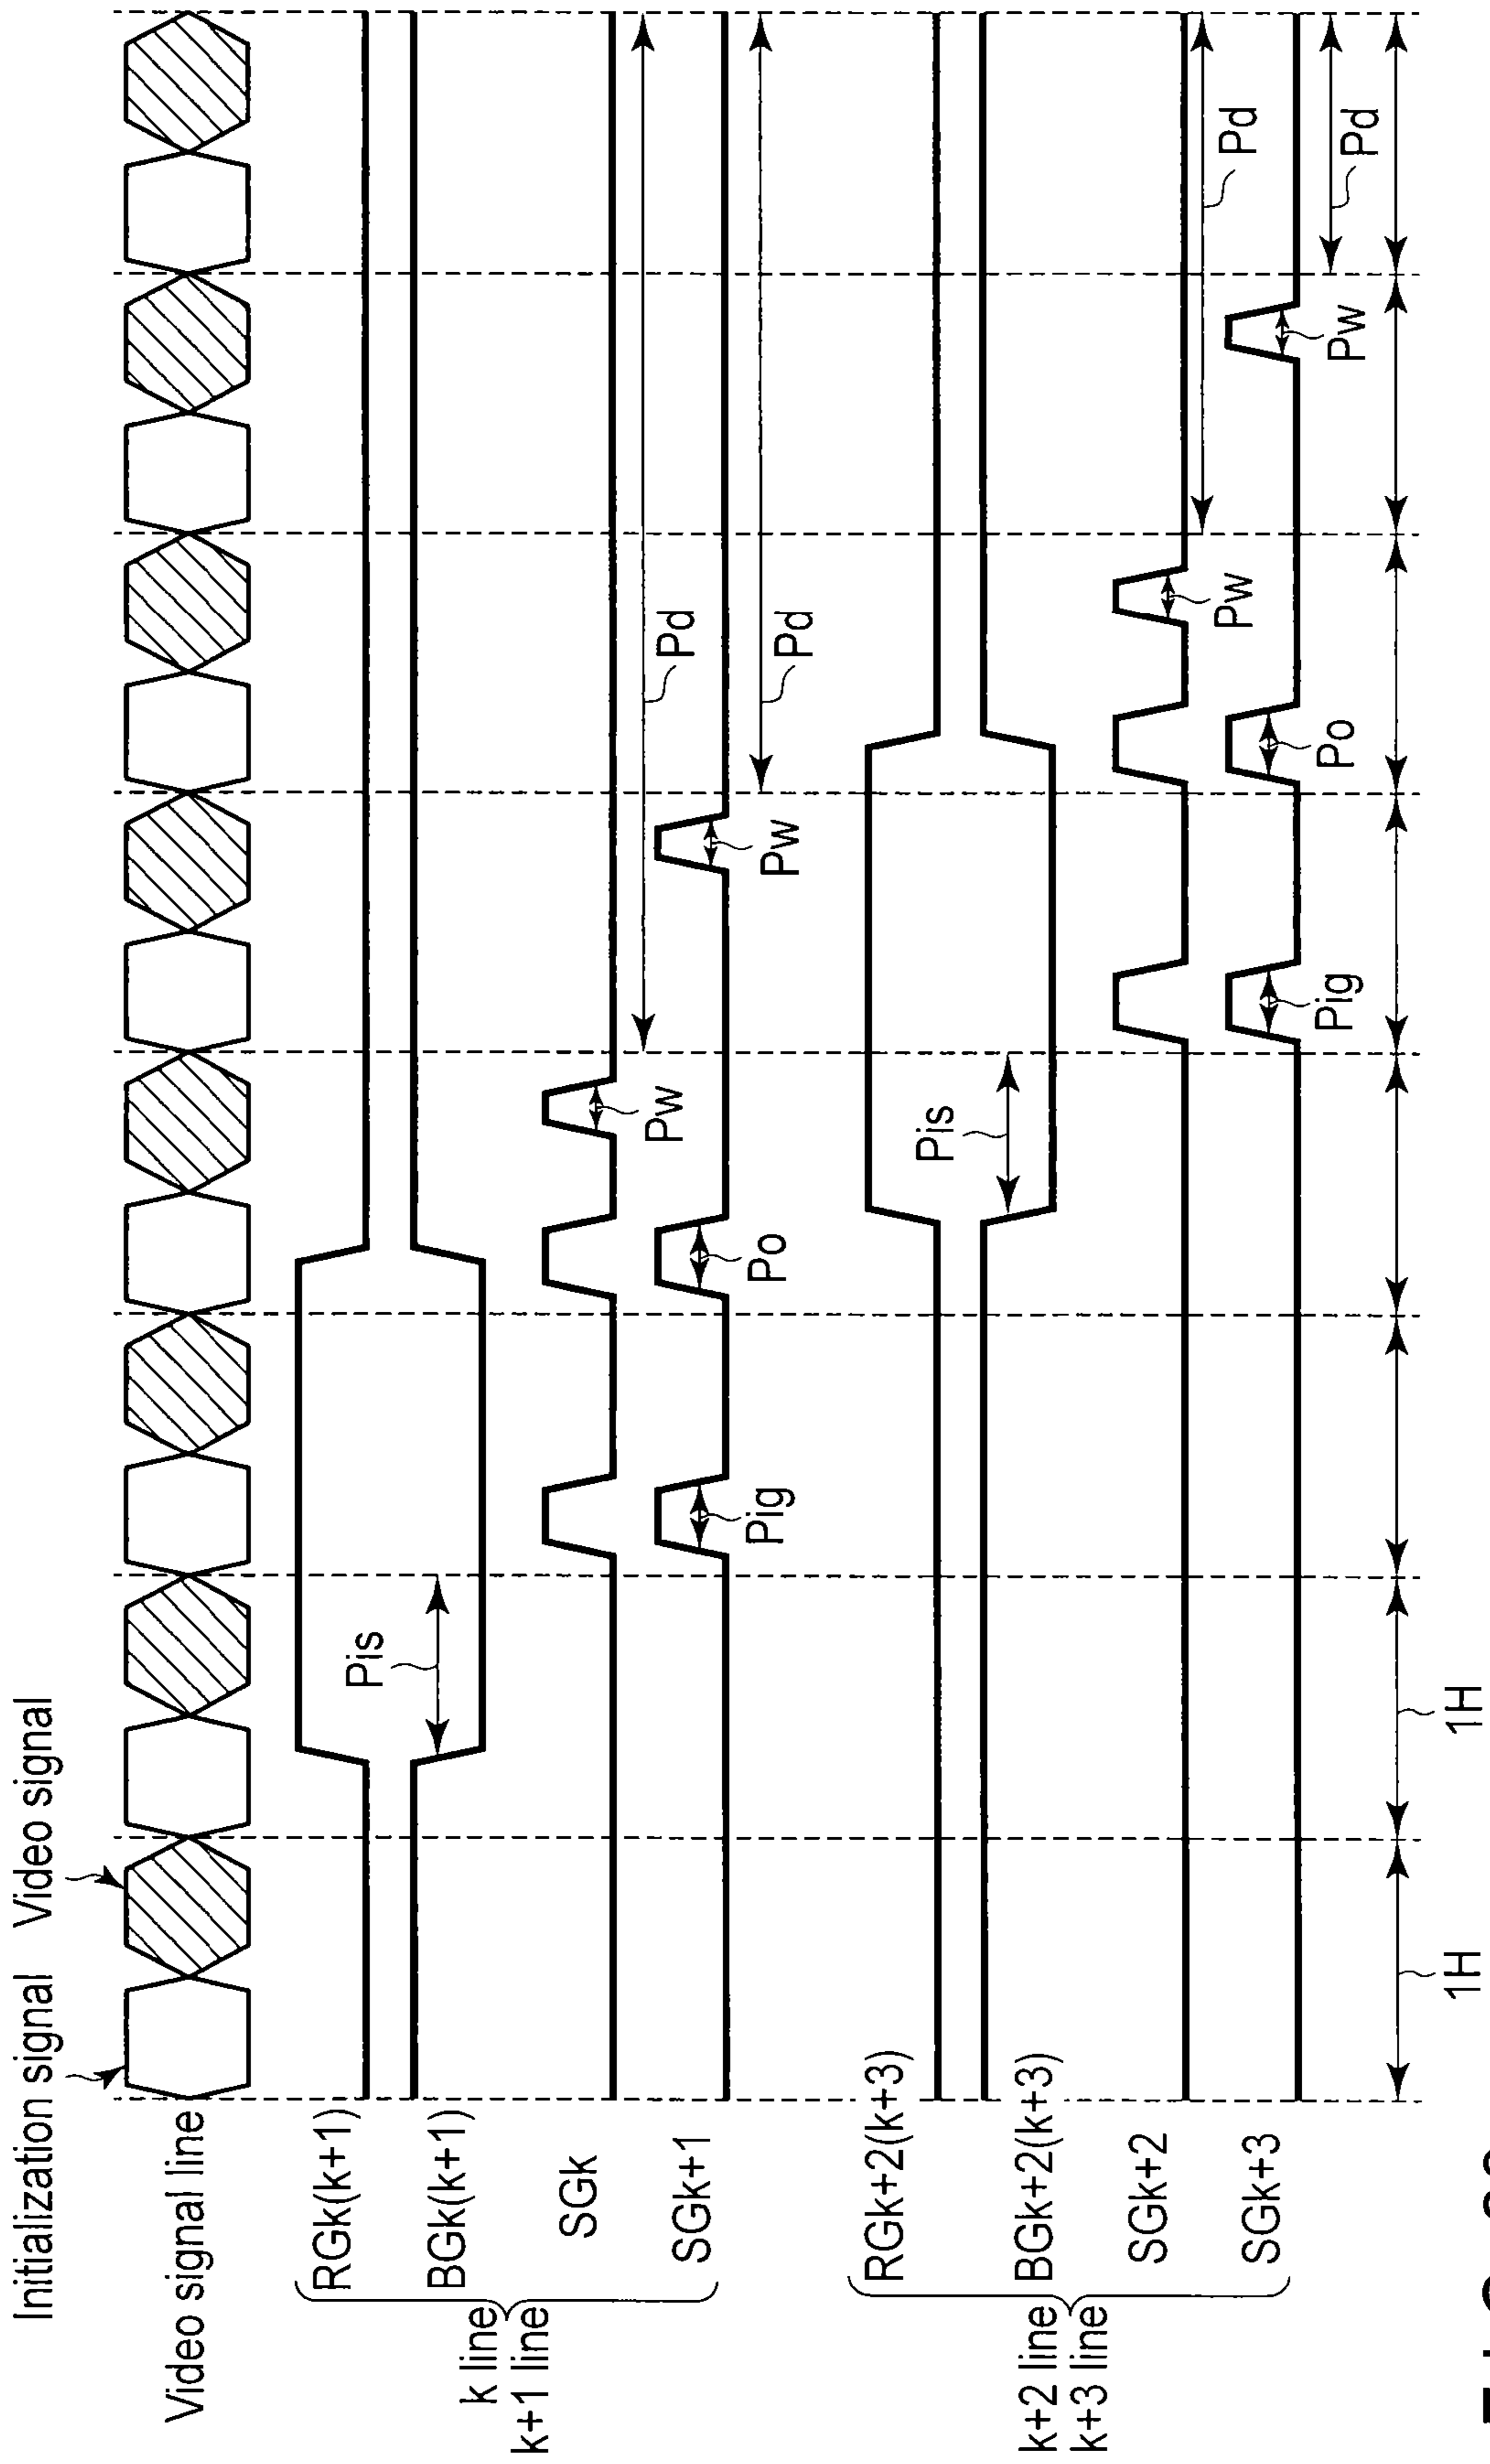 Initialization signal
Video signal
Video signal line
k line
k+1 line
RGk(k+1)
BGk(k+1)
SGk
SGk+1
Pis
Pig
Po
Pw
Pw
Pd
Pd
k+2 line
k+3 line
RGk+2(k+3)
BGk+2(k+3)
SGk+2
SGk+3
Pis
Pig
Po
Pw
Pw
Pd
Pd
1H
1H